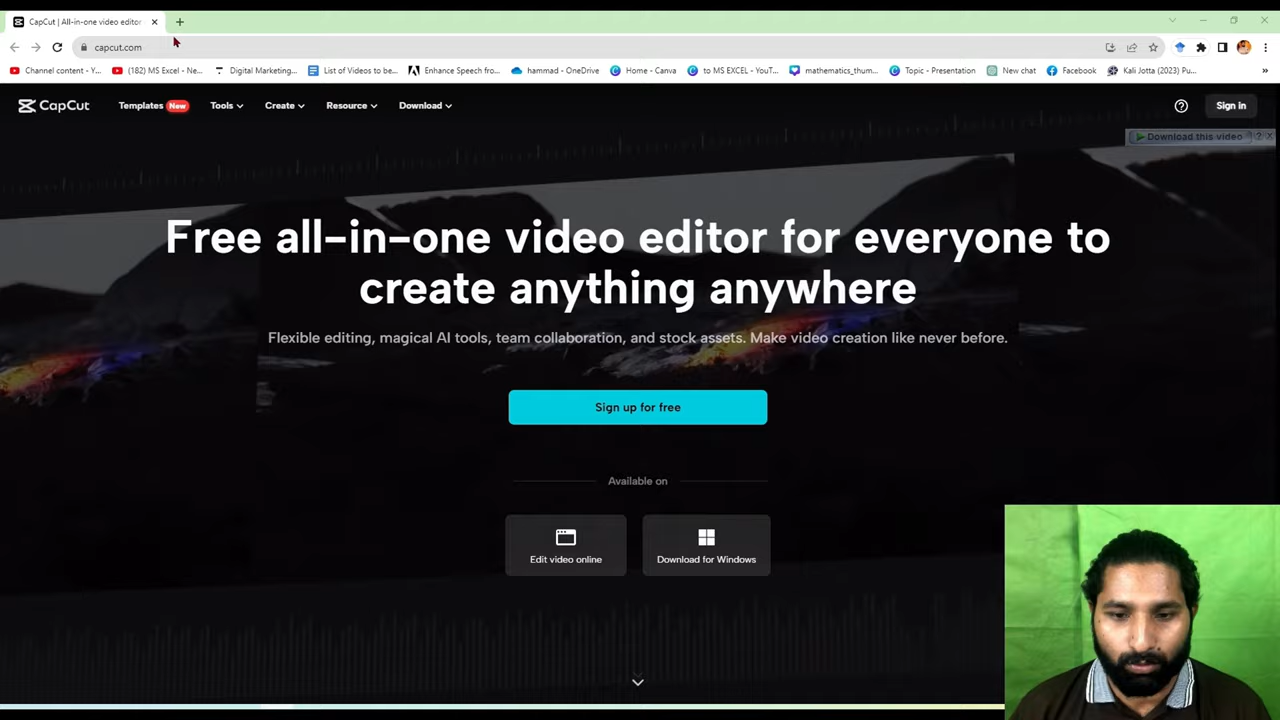 CapCut | All-in-one video editor
capcut.com
Channel content - Y...
(182) MS Excel - Ne...
Digital Marketing...
List of Videos to be...
Enhance Speech fro...
hammad - OneDrive
Home - Canva
to MS EXCEL - YouT...
mathematics_thum...
Topic - Presentation
New chat
Facebook
Kali Jotta (2023) Pu...
»
CapCut
Templates New
Tools
Create
Resource
Download
?
Sign in
Download this video ? X
Free all-in-one video editor for everyone to
create anything anywhere
Flexible editing, magical AI tools, team collaboration, and stock assets. Make video creation like never before.
Sign up for free
Available on
Edit video online
Download for Windows